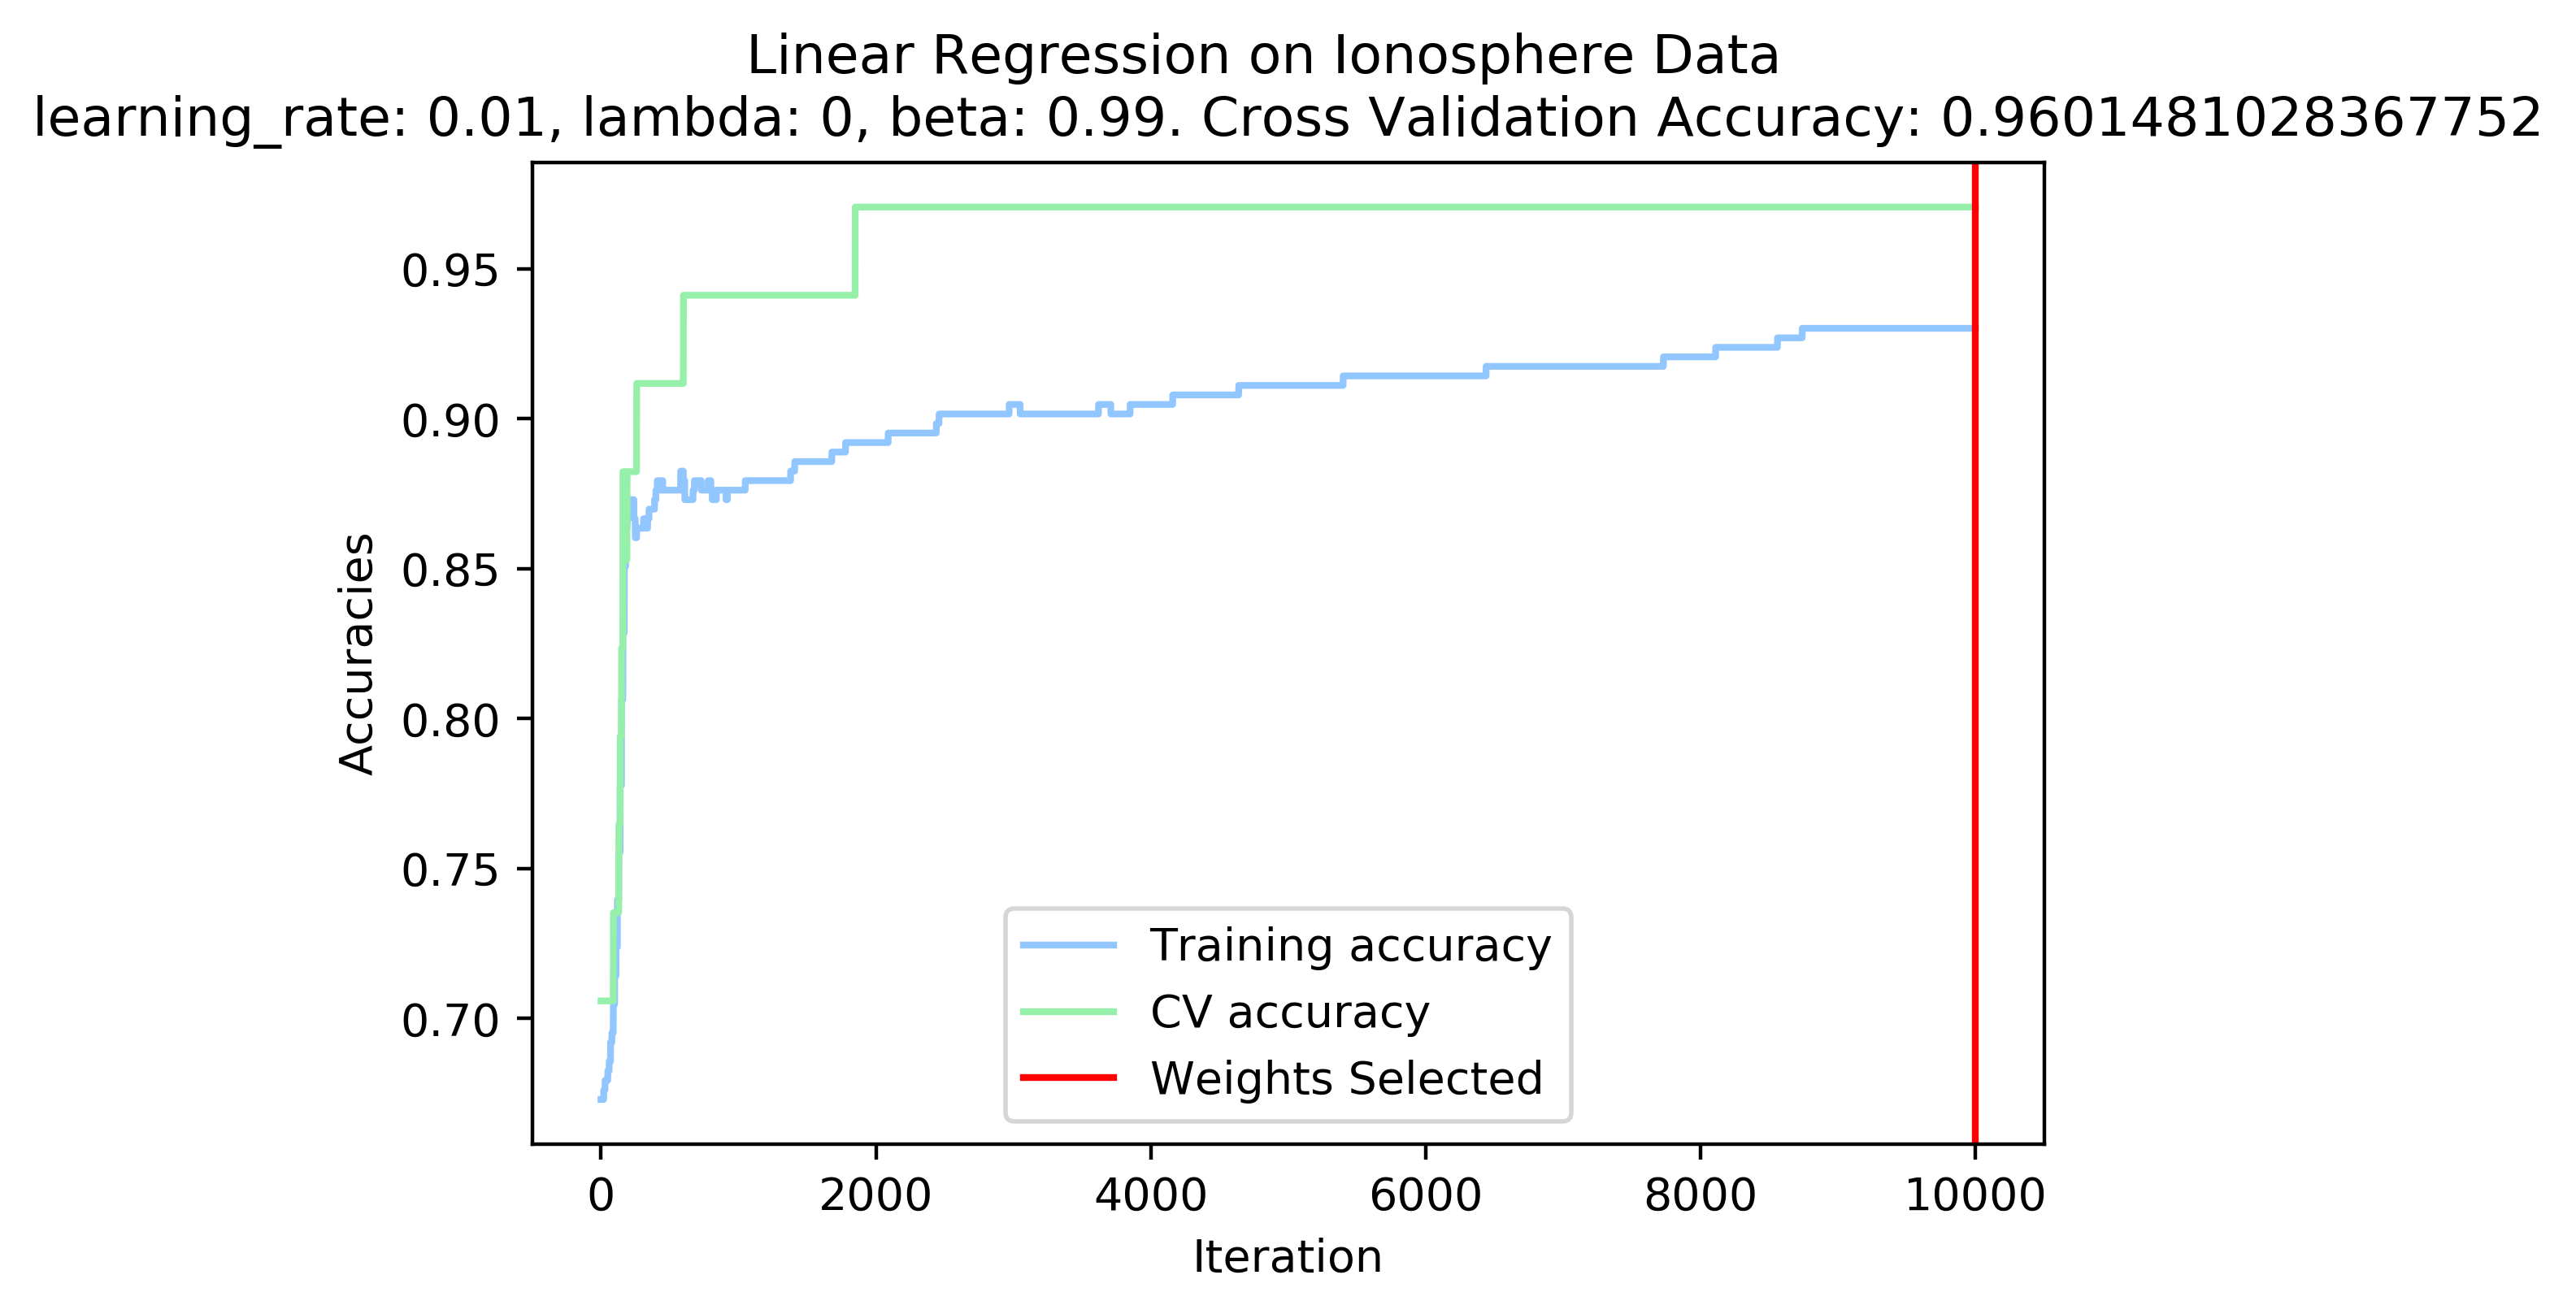 Linear Regression on Ionosphere Data
learning_rate: 0.01, lambda: 0, beta: 0.99. Cross Validation Accuracy: 0.9601481028367752
Accuracies
0.95
0.90
0.85
0.80
0.75
0.70
Training accuracy
CV accuracy
Weights Selected
0 2000 4000 6000 8000 10000
Iteration